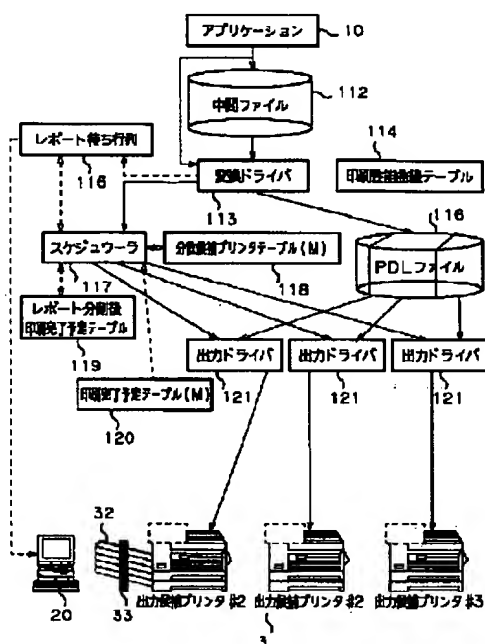 アプリケーション
10
中間ファイル
112
レポート待ち行列
116
変換ドライバ
113
114
印刷性能曲線テーブル
スケジューラ
117
分散候補プリンタテーブル(M)
118
116
PDLファイル
レポート分割後
印刷完了予定テーブル
119
出力ドライバ
121
出力ドライバ
121
出力ドライバ
121
印刷完了予定テーブル(M)
120
32
20
33
出力候補プリンタ#2
出力候補プリンタ#2
出力候補プリンタ#3
3